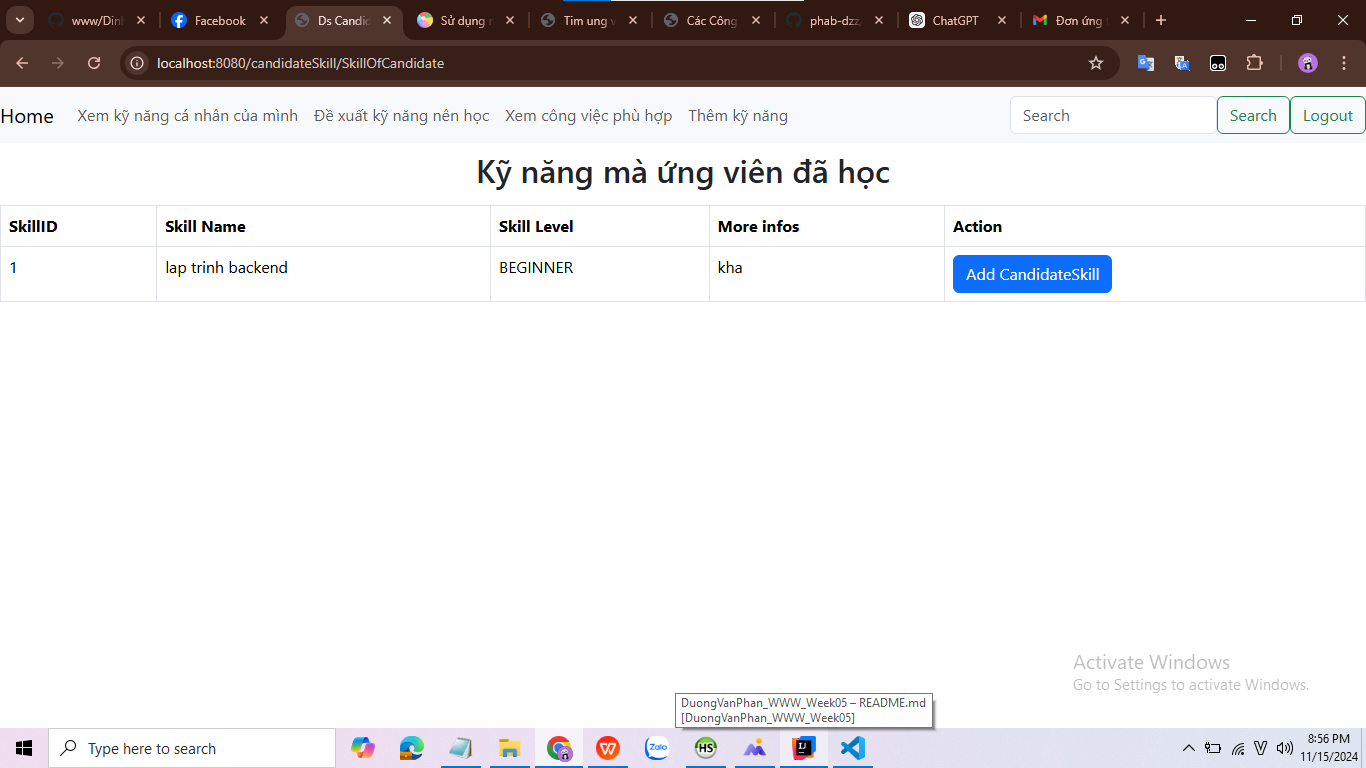 www/Dinl
Facebook
Ds Candid
Sử dụng n
Tim ung v
Các Công
phab-dzz/
ChatGPT
Đơn ứng
localhost:8080/candidateSkill/SkillOfCandidate
Home Xem kỹ năng cá nhân của mình Đề xuất kỹ năng nên học Xem công việc phù hợp Thêm kỹ năng Search Search Logout
Kỹ năng mà ứng viên đã học
SkillID Skill Name Skill Level More infos Action
1 lap trinh backend BEGINNER kha Add CandidateSkill
Activate Windows
Go to Settings to activate Windows.
DuongVanPhan_WWW_Week05 – README.md
[DuongVanPhan_WWW_Week05]
Type here to search
Zalo
HS
8:56 PM
11/15/2024